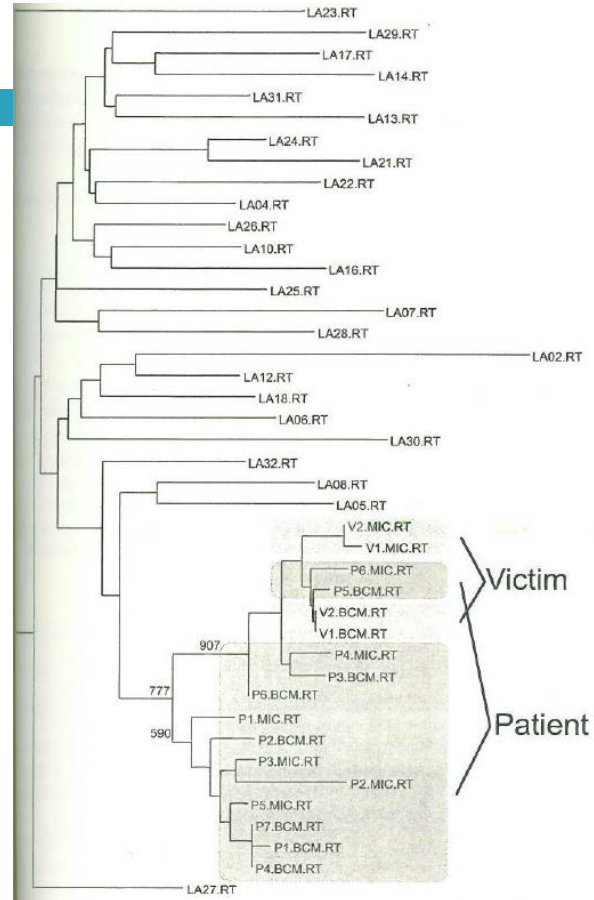 LA23.RT
LA29.RT
LA17.RT
LA14.RT
LA31.RT
LA13.RT
LA24.RT
LA21.RT
LA22.RT
LA04.RT
LA26.RT
LA10.RT
LA16.RT
LA25.RT
LA07.RT
LA28.RT
LA02.RT
LA12.RT
LA18.RT
LA06.RT
LA30.RT
LA32.RT
LA08.RT
LA05.RT
V2.MIC.RT
V1.MIC.RT
P6.MIC.RT
Victim
P5.BCM.RT
V2.BCM.RT
V1.BCM.RT
907
P4.MIC.RT
P3.BCM.RT
777
P6.BCM.RT
P1.MIC.RT
Patient
590
P2.BCM.RT
P3.MIC.RT
P2.MIC.RT
P5.MIC.RT
P7.BCM.RT
P1.BCM.RT
P4.BCM.RT
LA27.RT